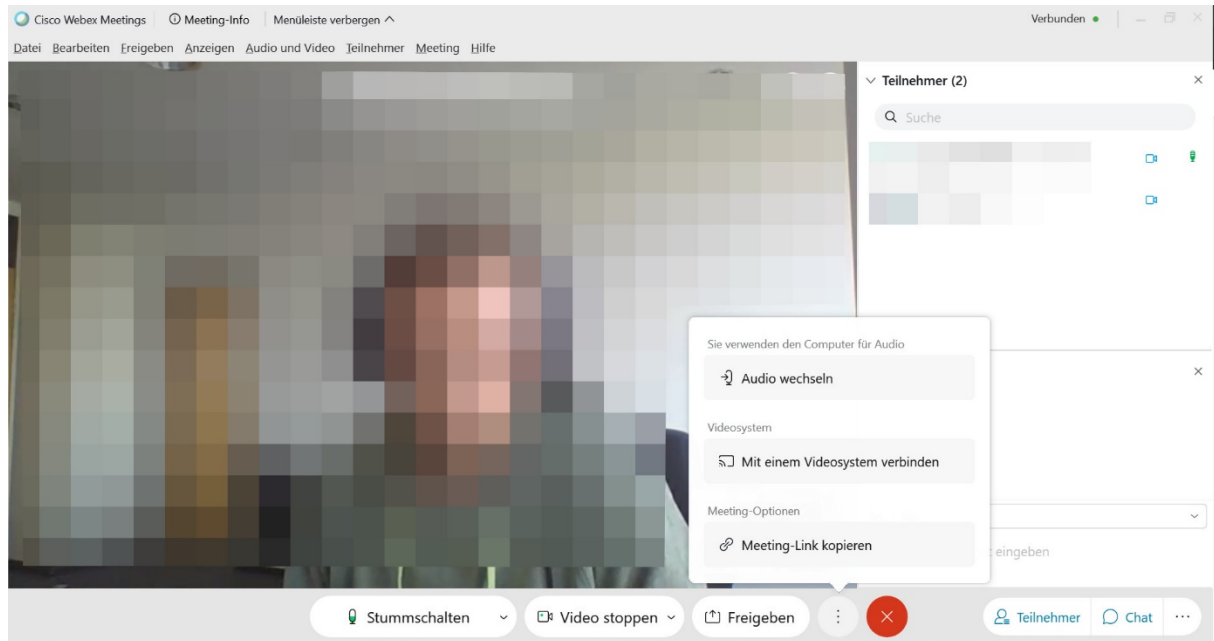 Cisco Webex Meetings Meeting-Info Menüleiste verbergen Verbunden
Datei Bearbeiten Freigeben Anzeigen Audio und Video Teilnehmer Meeting Hilfe
Teilnehmer (2)
Suche
Sie verwenden den Computer für Audio
Audio wechseln
Videosystem
Mit einem Videosystem verbinden
Meeting-Optionen
Meeting-Link kopieren
eingeben
Stummschalten Video stoppen Freigeben Teilnehmer Chat